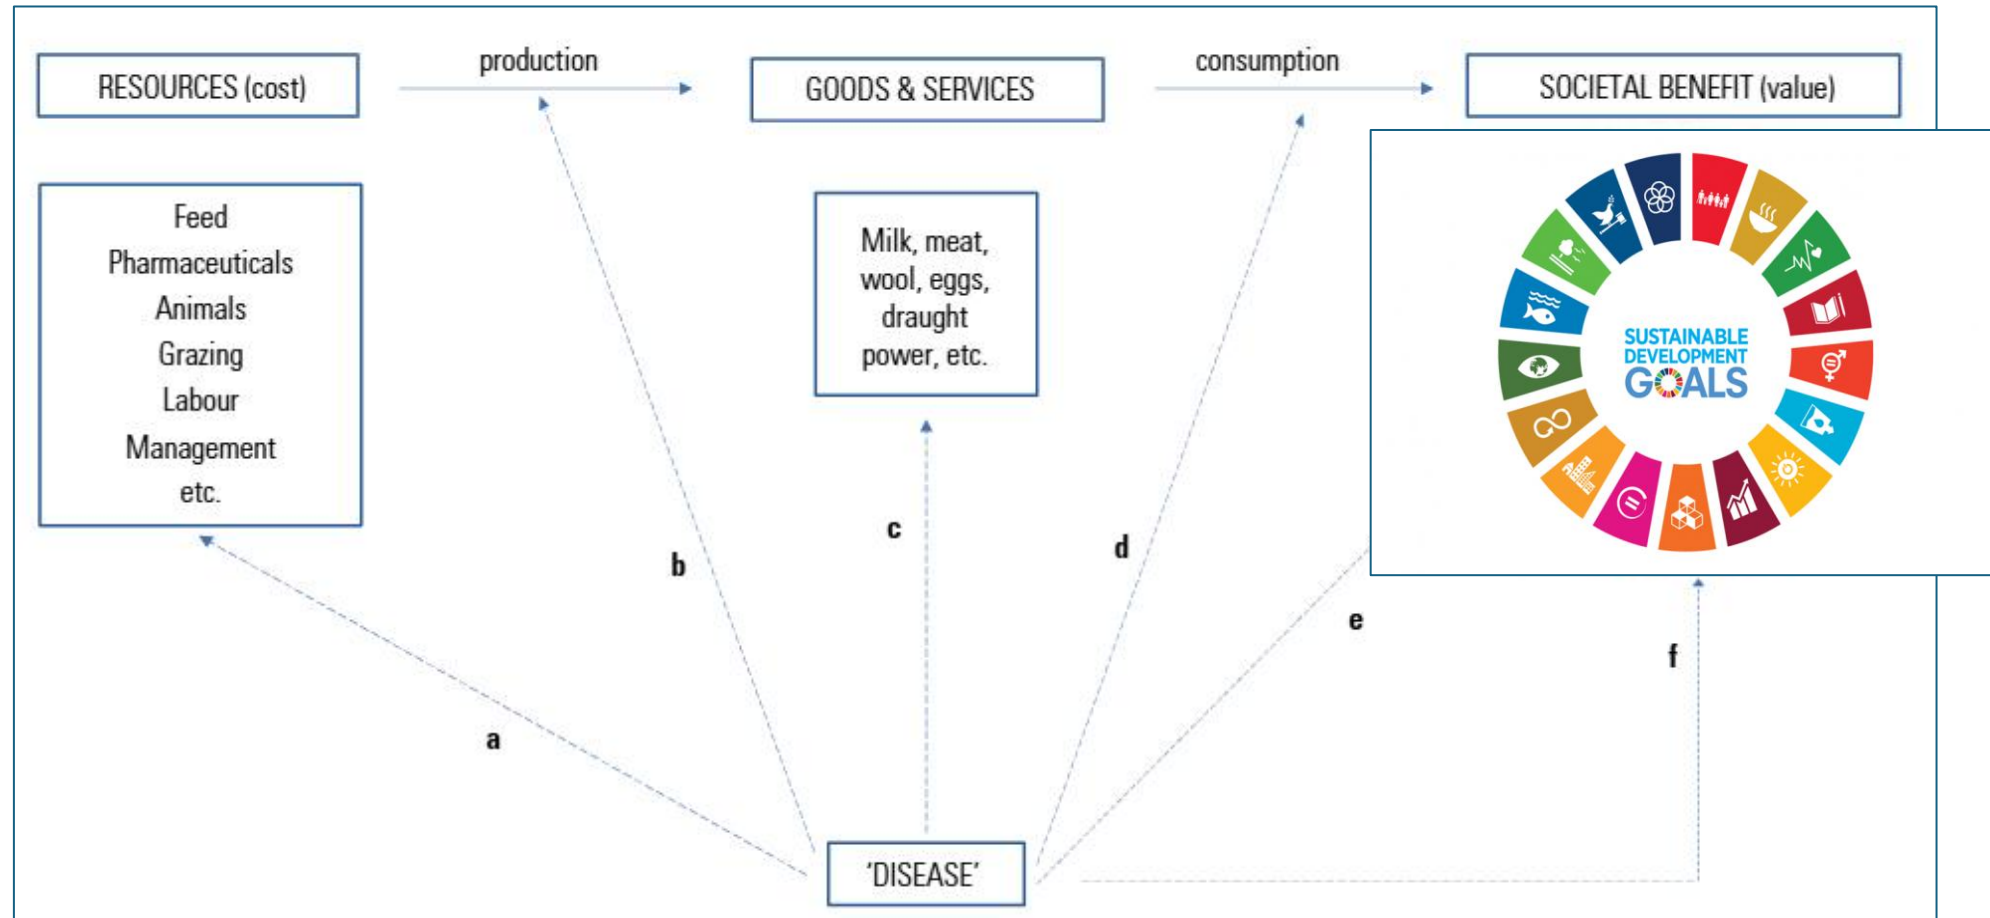 production
consumption
RESOURCES (cost)
GOODS & SERVICES
SOCIETAL BENEFIT (value)
Feed
Pharmaceuticals
Animals
Grazing
Labour
Management
etc.
Milk, meat,
wool, eggs,
draught
power, etc.
SUSTAINABLE
DEVELOPMENT
GOALS
a
b
c
d
e
f
'DISEASE'